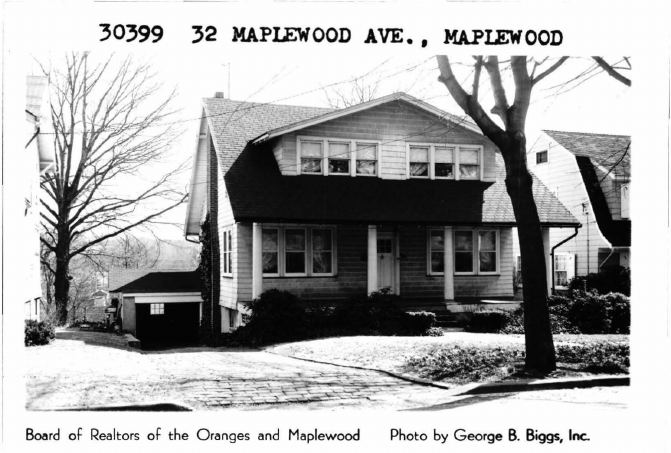 30399 32 MAPLEWOOD AVE., MAPLEWOOD
Board of Realtors of the Oranges and Maplewood Photo by George B. Biggs, Inc.